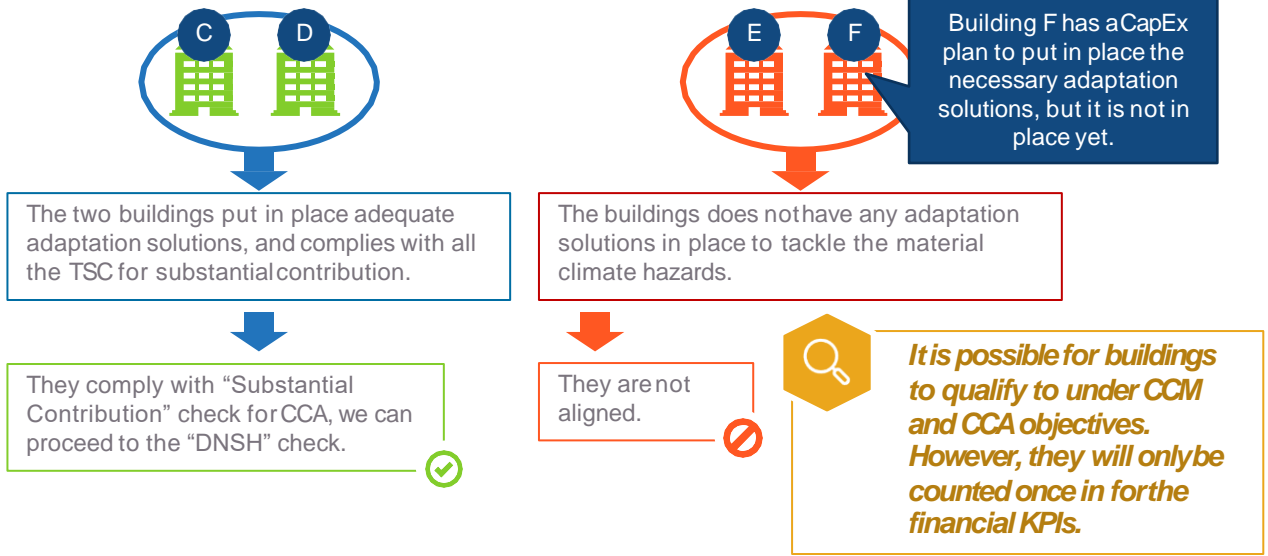 C
D
The two buildings put in place adequate
adaptation solutions, and complies with all
the TSC for substantial contribution.
They comply with “Substantial
Contribution” check for CCA, we can
proceed to the “DNSH” check.
E
F
Building F has a CapEx
plan to put in place the
necessary adaptation
solutions, but it is not in
place yet.
The buildings does not have any adaptation
solutions in place to tackle the material
climate hazards.
They are not
aligned.
It is possible for buildings
to qualify to under CCM
and CCA objectives.
However, they will only be
counted once in for the
financial KPIs.